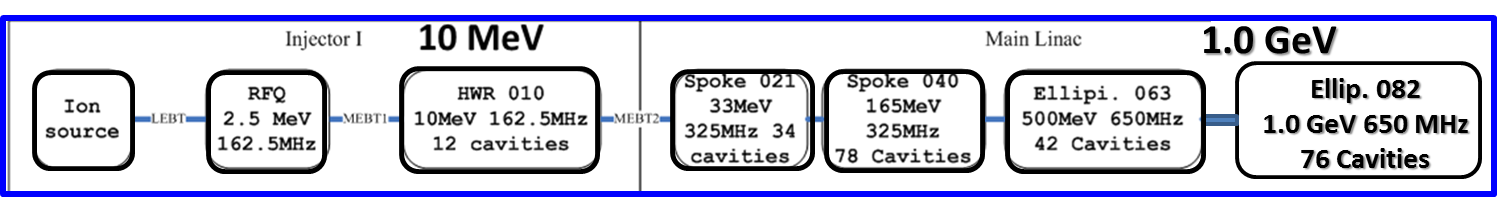 Injector I
10 MeV
Main Linac
1.0 GeV
Ion
source
LEBT
RFQ
2.5 MeV
162.5MHz
MEBT1
HWR 010
10MeV 162.5MHz
12 cavities
MEBT2
Spoke 021
33MeV
325MHz 34
cavities
Spoke 040
165MeV
325MHz
78 Cavities
Ellipi. 063
500MeV 650MHz
42 Cavities
Ellip. 082
1.0 GeV 650 MHz
76 Cavities